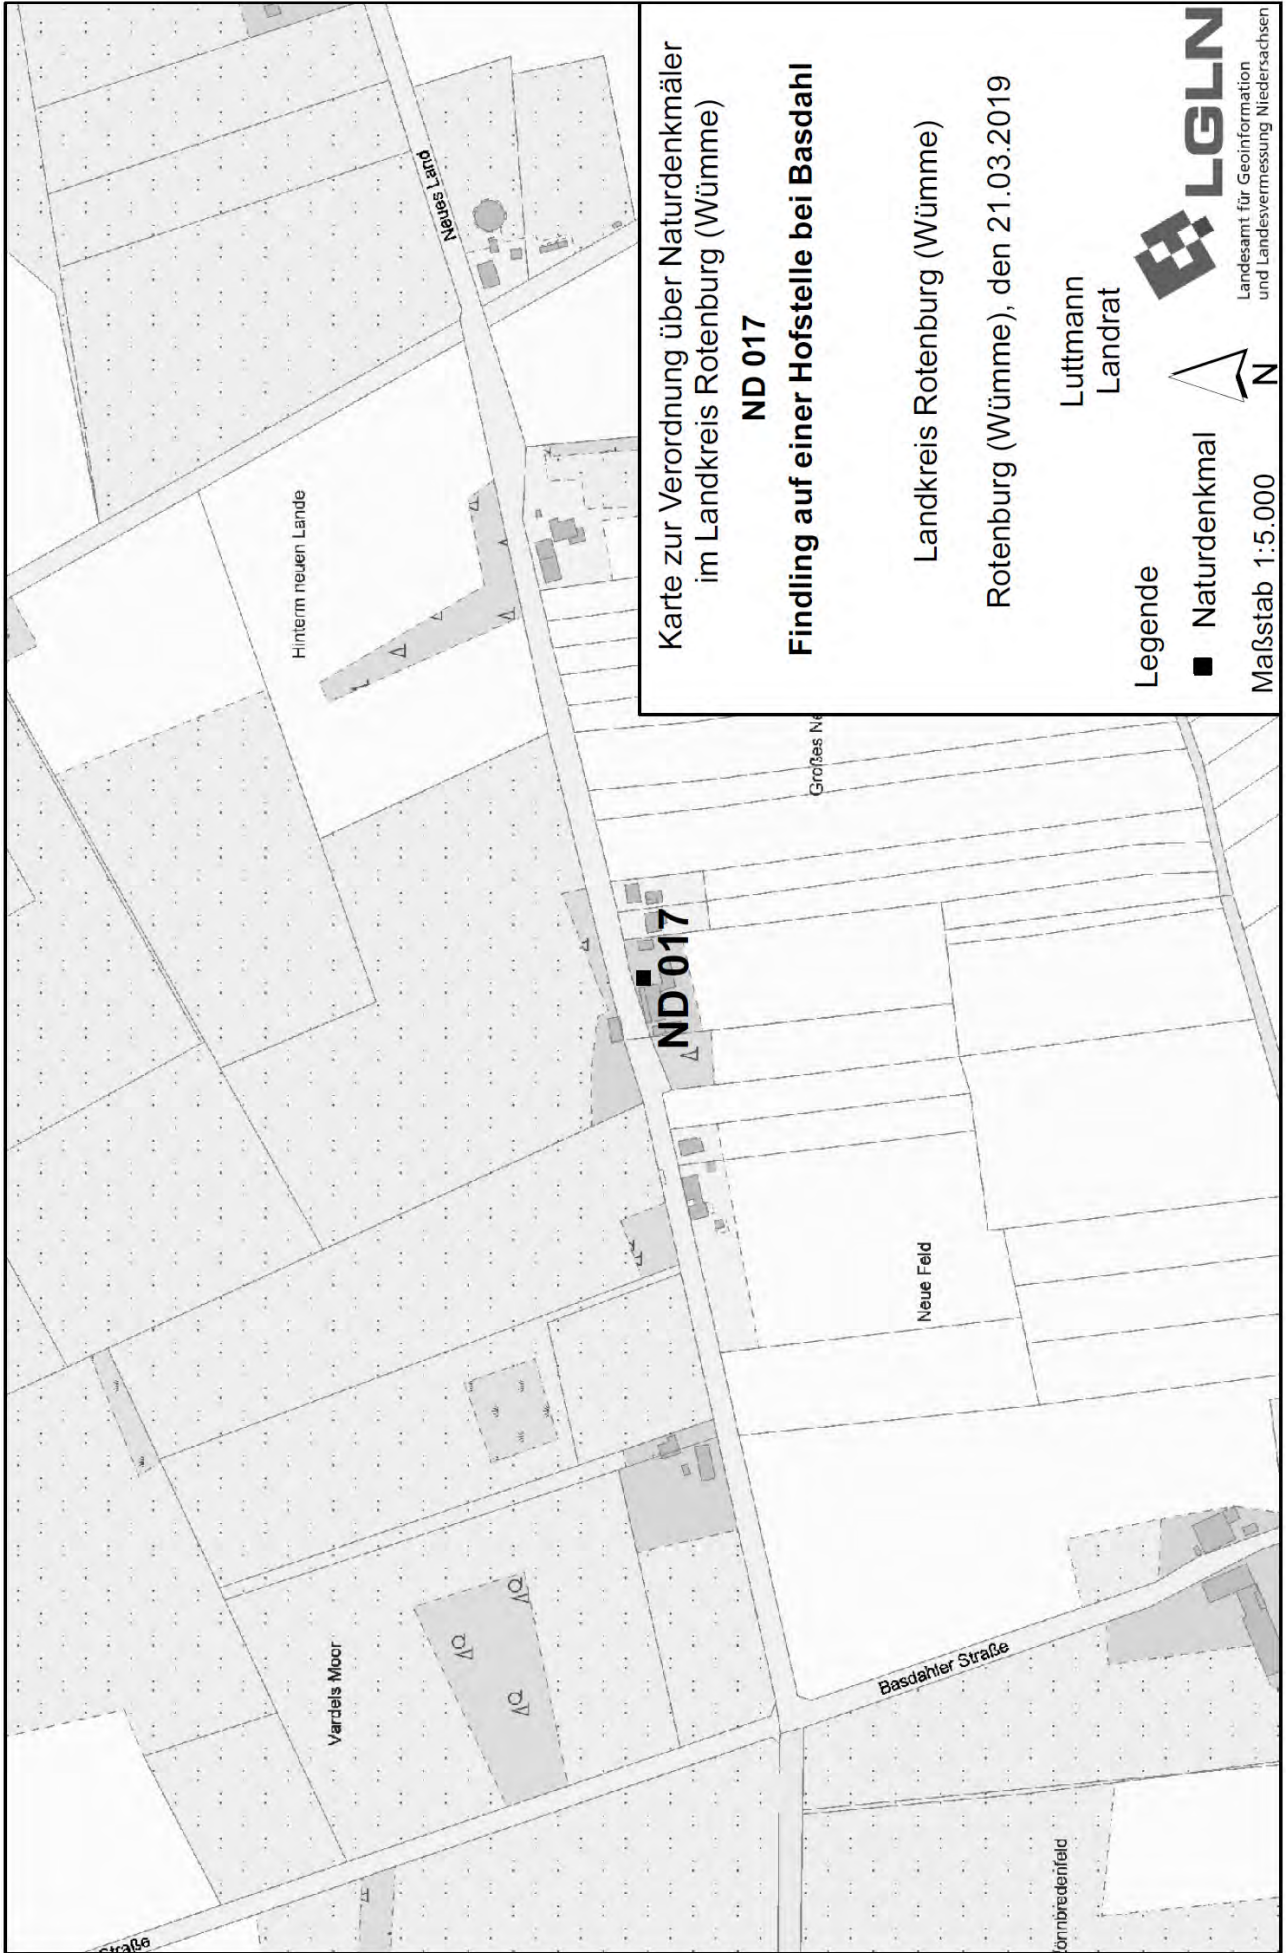 Karte zur Verordnung über Naturdenkmäler
im Landkreis Rotenburg (Wümme)
ND 017
Findling auf einer Hofstelle bei Basdahl
Landkreis Rotenburg (Wümme)
Rotenburg (Wümme), den 21.03.2019
Luttmann
Landrat
Legende
Naturdenkmal
Maßstab 1:5.000
N
LGLN
Landesamt für Geoinformation
und Landesvermessung Niedersachsen
Neues Land
Hinterm neuen Lande
Großes Ne
ND 017
Neue Feld
Vardels Moor
Basdahler Straße
önnbredenfeld
Straße